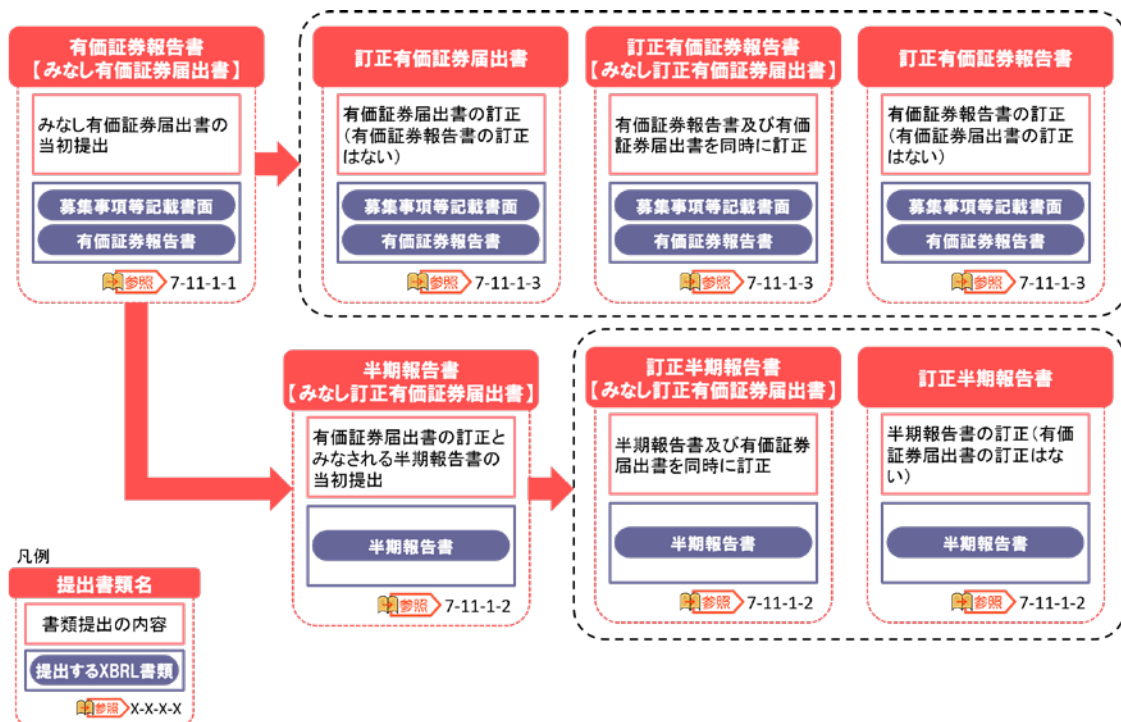 有価証券報告書
【みなし有価証券届出書】
みなし有価証券届出書の
当初提出
募集事項等記載書面
有価証券報告書
参照 7-11-1-1
訂正有価証券届出書
有価証券届出書の訂正
（有価証券報告書の訂正
はない）
募集事項等記載書面
有価証券報告書
参照 7-11-1-3
訂正有価証券報告書
【みなし訂正有価証券届出書】
有価証券報告書及び有価
証券届出書を同時に訂正
募集事項等記載書面
有価証券報告書
参照 7-11-1-3
訂正有価証券報告書
有価証券報告書の訂正
（有価証券届出書の訂正
はない）
募集事項等記載書面
有価証券報告書
参照 7-11-1-3
半期報告書
【みなし訂正有価証券届出書】
有価証券届出書の訂正と
みなされる半期報告書の
当初提出
半期報告書
参照 7-11-1-2
訂正半期報告書
【みなし訂正有価証券届出書】
半期報告書及び有価証券
届出書を同時に訂正
半期報告書
参照 7-11-1-2
訂正半期報告書
半期報告書の訂正（有価
証券届出書の訂正はな
い）
半期報告書
参照 7-11-1-2
凡例
提出書類名
書類提出の内容
提出するXBRL書類
参照 X-X-X-X